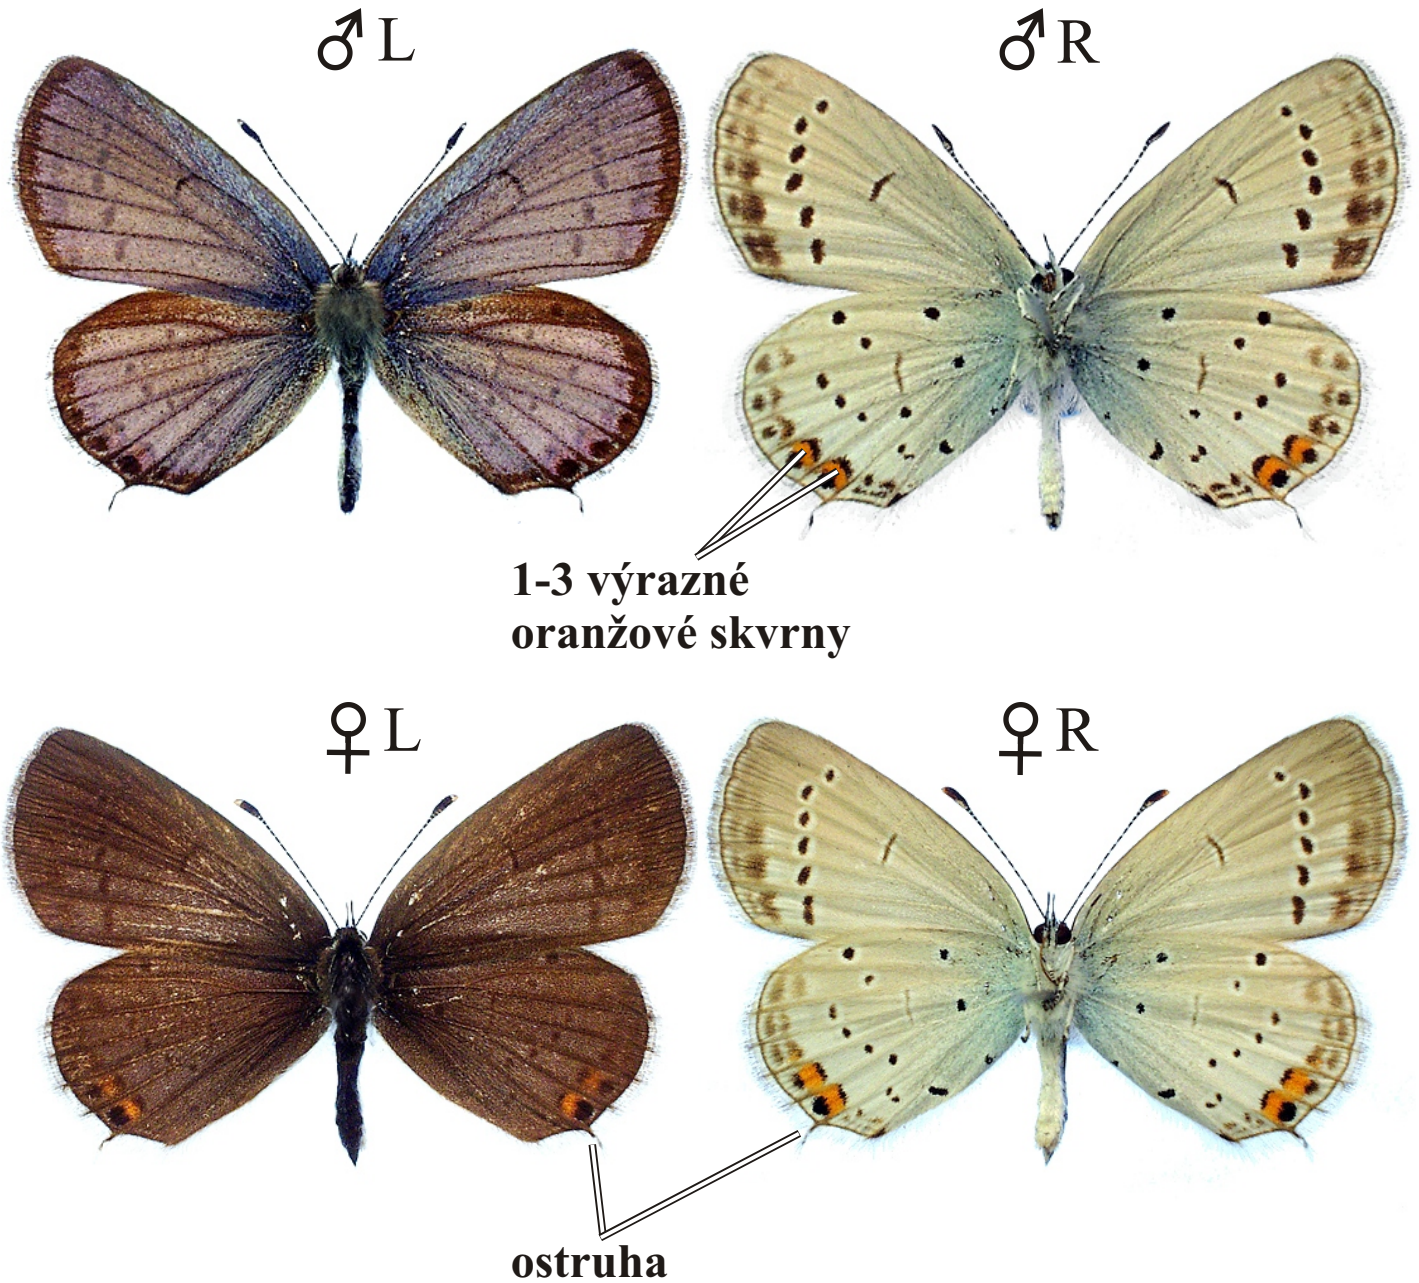 ♂ L
♂ R
1-3 výrazné
oranžové skvrny
♀ L
♀ R
ostruha